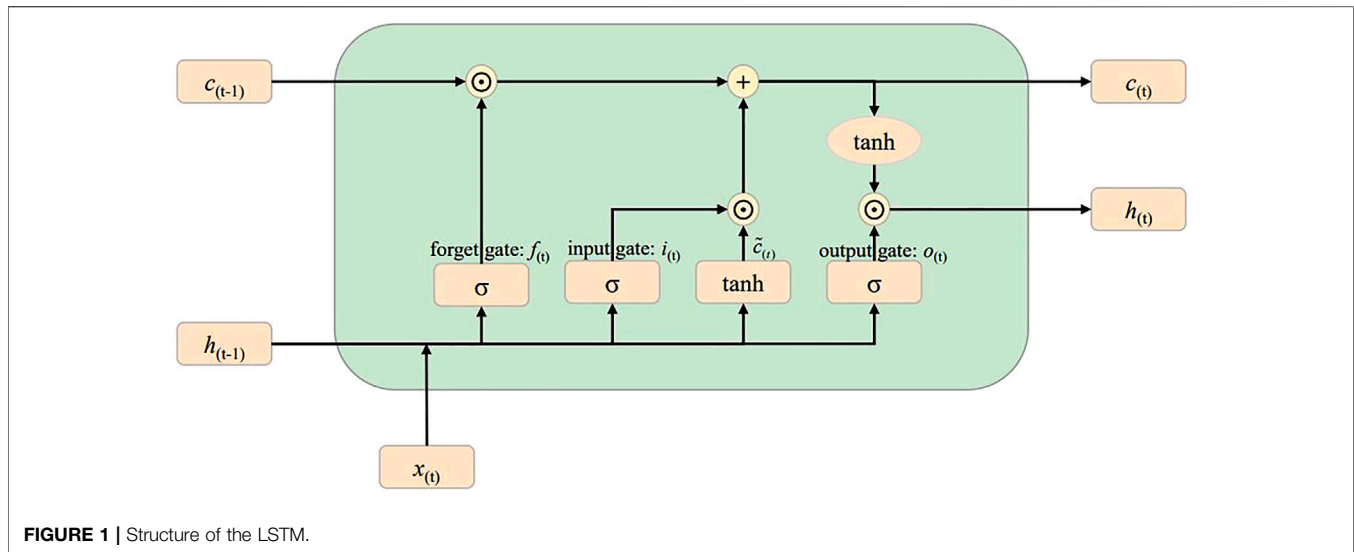 c(t-1)
⊙
+
c(t)
tanh
⊙
⊙
h(t)
forget gate: f(t)
input gate: i(t)
c̃(t)
output gate: o(t)
σ
σ
tanh
σ
h(t-1)
x(t)
FIGURE 1 | Structure of the LSTM.